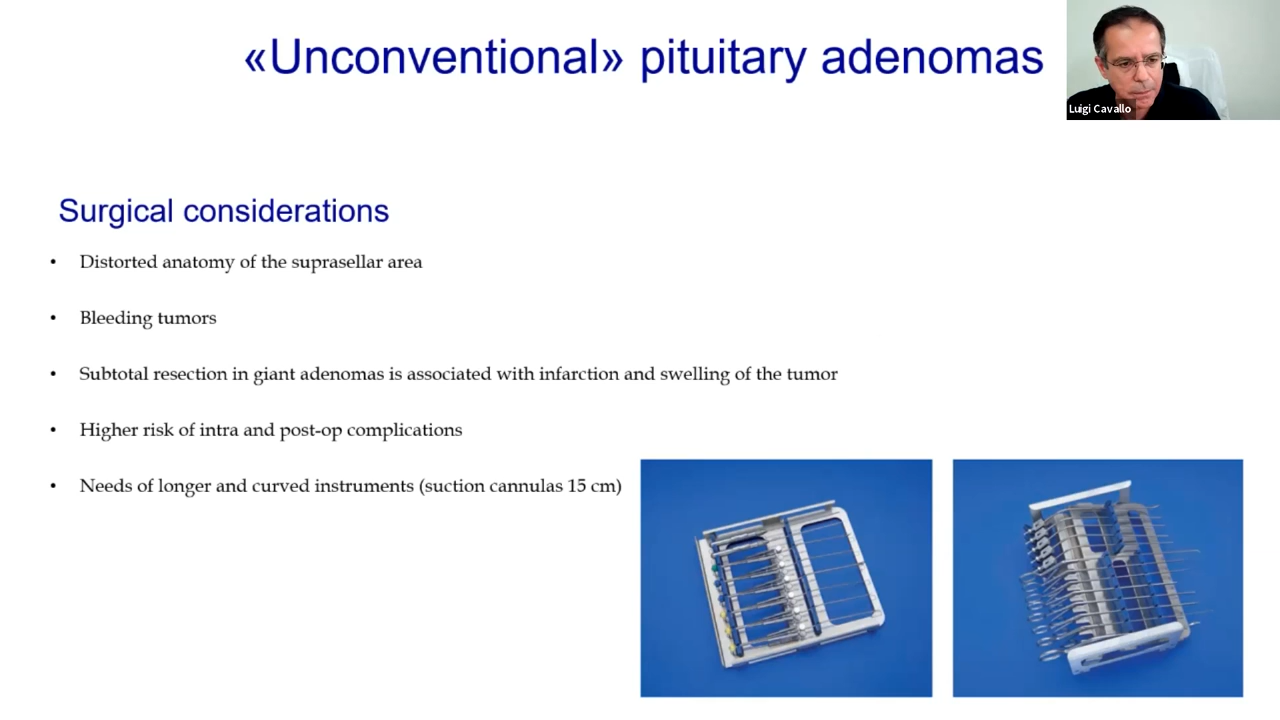 «Unconventional» pituitary adenomas
Luigi Cavallo
Surgical considerations
• Distorted anatomy of the suprasellar area
• Bleeding tumors
• Subtotal resection in giant adenomas is associated with infarction and swelling of the tumor
• Higher risk of intra and post-op complications
• Needs of longer and curved instruments (suction cannulas 15 cm)